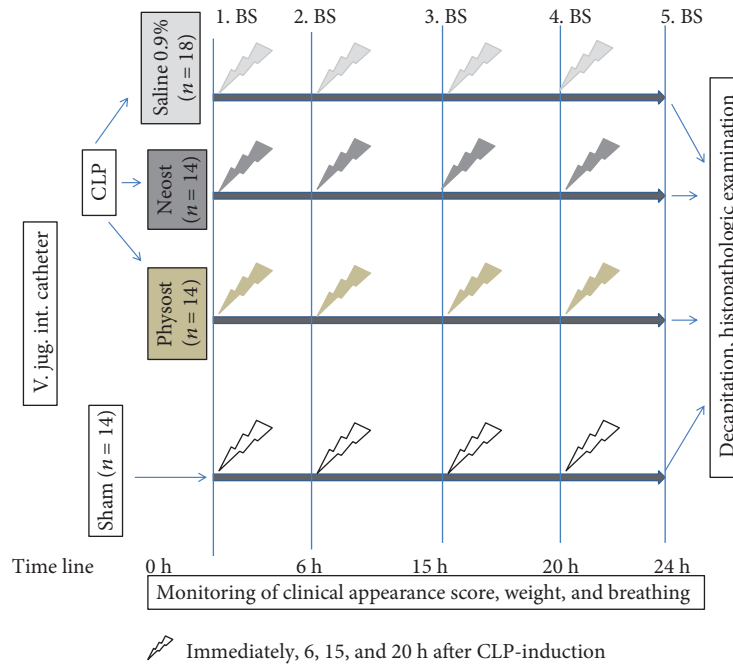 1. BS 2. BS 3. BS 4. BS 5. BS
Saline 0.9%
(n = 18)
CLP
Neost
(n = 14)
Physost
(n = 14)
V. jug. int. catheter
Sham (n = 14)
Decapitation, histopathologic examination
Time line 0 h 6 h 15 h 20 h 24 h
Monitoring of clinical appearance score, weight, and breathing
Immediately, 6, 15, and 20 h after CLP-induction